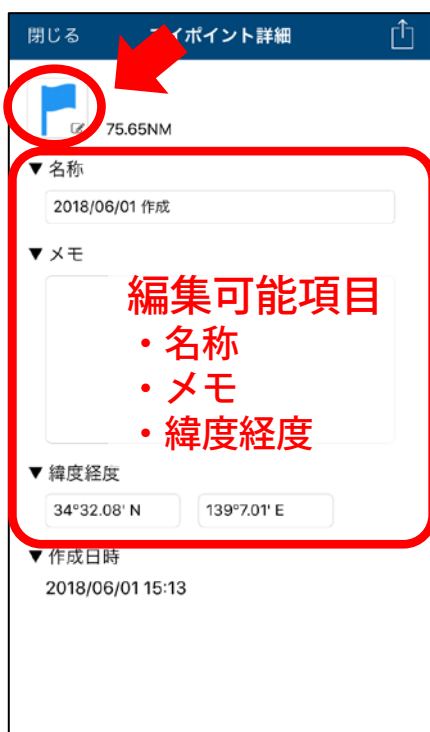 閉じる
イポイント詳細
75.65NM
▼ 名称
2018/06/01 作成
▼ メモ
編集可能項目
・名称
・メモ
・緯度経度
▼ 緯度経度
34°32.08' N 139°7.01' E
▼ 作成日時
2018/06/01 15:13